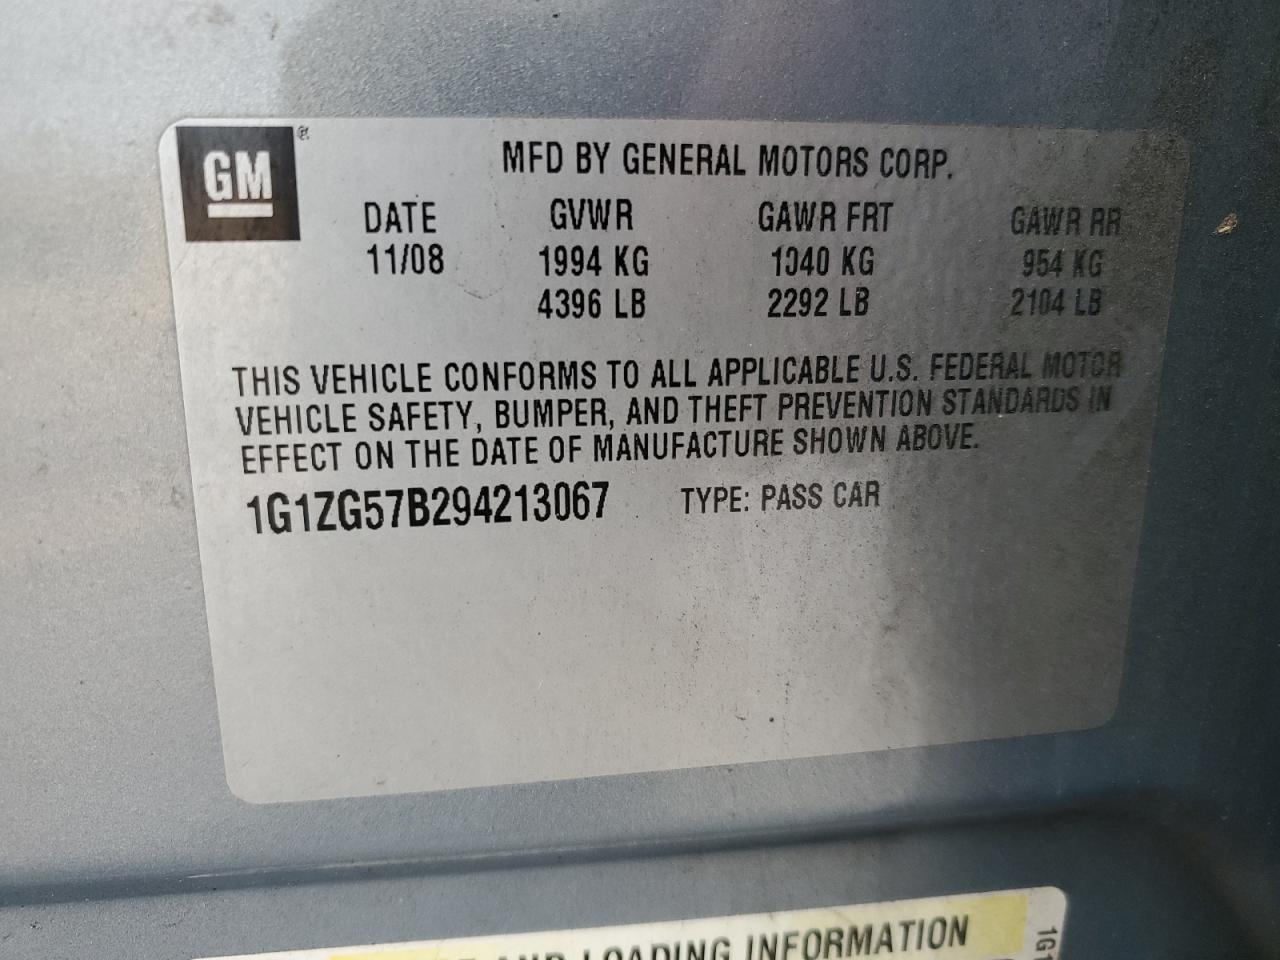 GM®
MFD BY GENERAL MOTORS CORP.
DATE GVWR GAWR FRT GAWR RR
11/08 1994 KG 1040 KG 954 KG
4396 LB 2292 LB 2104 LB
THIS VEHICLE CONFORMS TO ALL APPLICABLE U.S. FEDERAL MOTOR
VEHICLE SAFETY, BUMPER, AND THEFT PREVENTION STANDARDS IN
EFFECT ON THE DATE OF MANUFACTURE SHOWN ABOVE.
1G1ZG57B294213067 TYPE: PASS CAR
AND LOADING INFORMATION
1G1